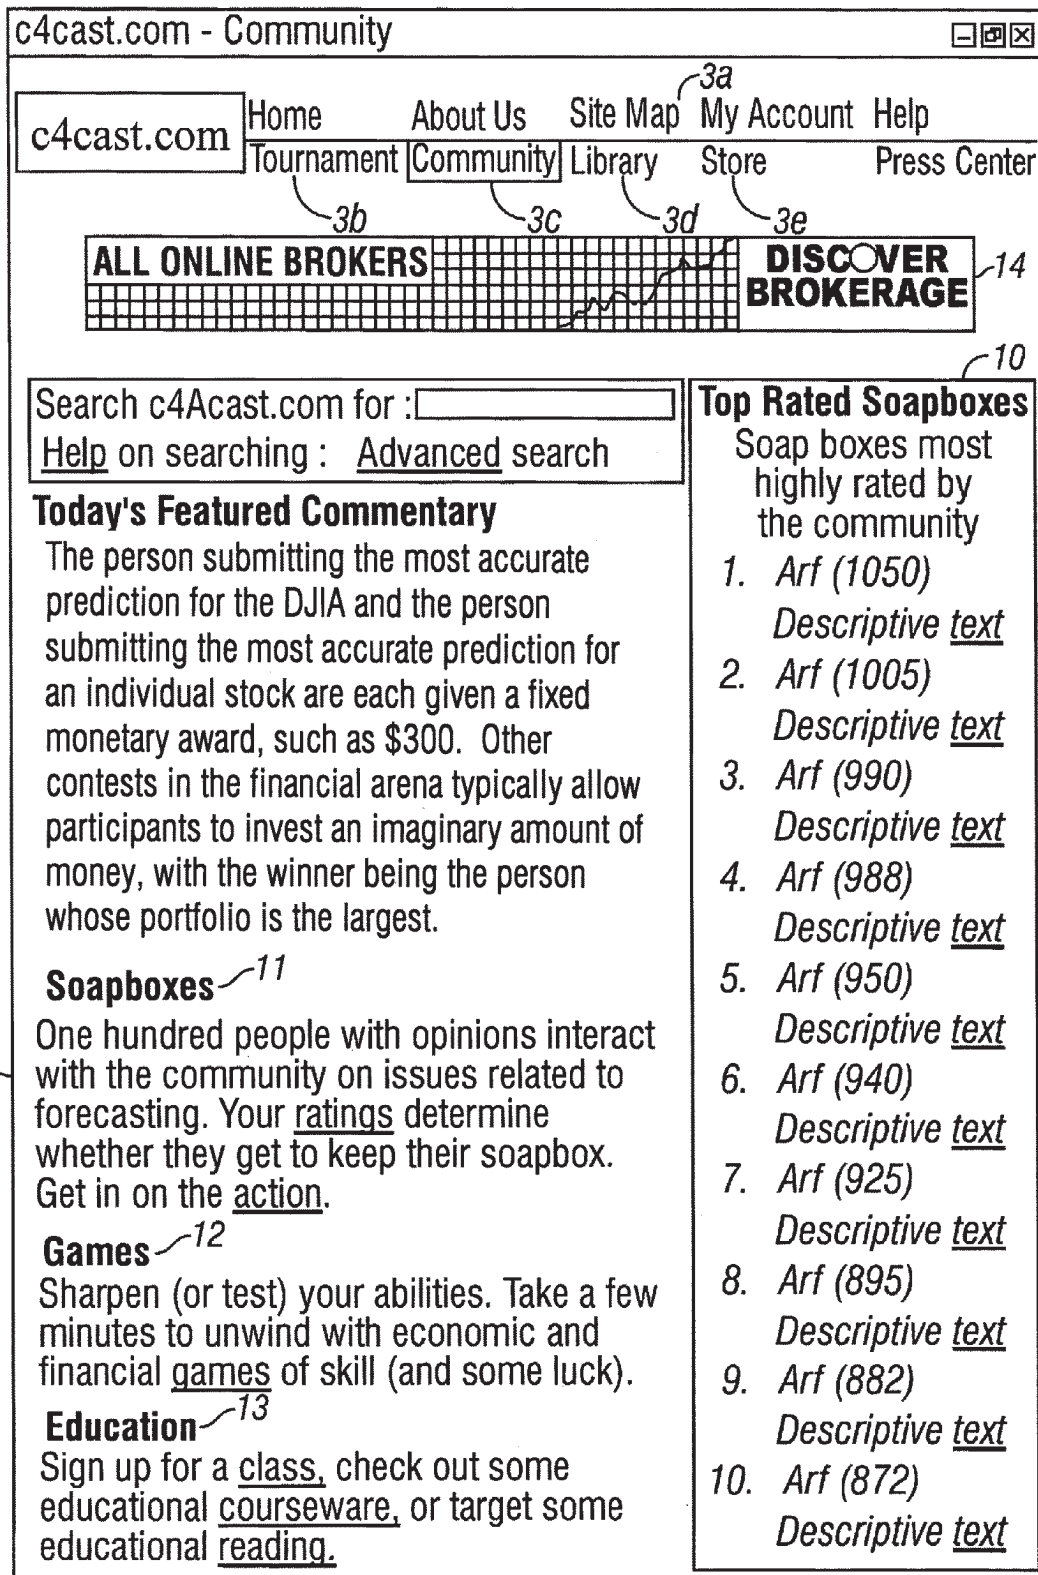 c4cast.com - Community
3a
c4cast.com
Home About Us Site Map My Account Help
Tournament Community Library Store Press Center
3b 3c 3d 3e
ALL ONLINE BROKERS
DISCOVER
BROKERAGE
14
10
Search c4Acast.com for :
Help on searching : Advanced search
Today's Featured Commentary
The person submitting the most accurate
prediction for the DJIA and the person
submitting the most accurate prediction for
an individual stock are each given a fixed
monetary award, such as $300. Other
contests in the financial arena typically allow
participants to invest an imaginary amount of
money, with the winner being the person
whose portfolio is the largest.
Soapboxes 11
One hundred people with opinions interact
with the community on issues related to
forecasting. Your ratings determine
whether they get to keep their soapbox.
Get in on the action.
Games 12
Sharpen (or test) your abilities. Take a few
minutes to unwind with economic and
financial games of skill (and some luck).
Education 13
Sign up for a class, check out some
educational courseware, or target some
educational reading.
Top Rated Soapboxes
Soap boxes most
highly rated by
the community
1. Arf (1050)
Descriptive text
2. Arf (1005)
Descriptive text
3. Arf (990)
Descriptive text
4. Arf (988)
Descriptive text
5. Arf (950)
Descriptive text
6. Arf (940)
Descriptive text
7. Arf (925)
Descriptive text
8. Arf (895)
Descriptive text
9. Arf (882)
Descriptive text
10. Arf (872)
Descriptive text